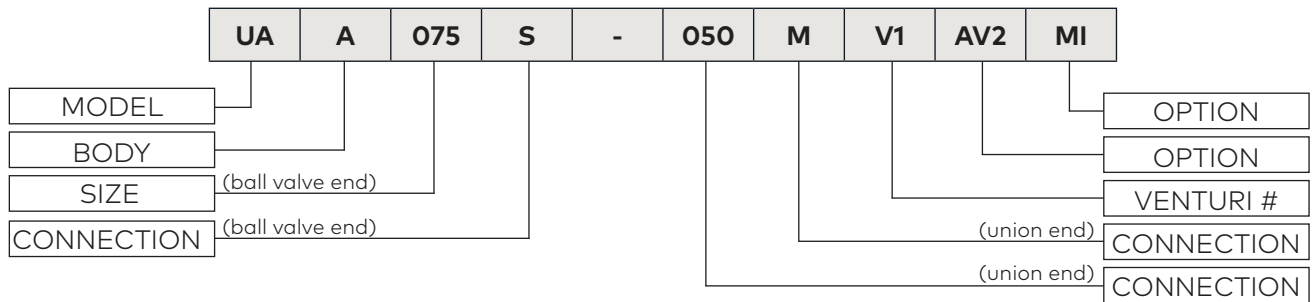 UA A 075 S - 050 M V1 AV2 MI
MODEL
OPTION
BODY
OPTION
SIZE (ball valve end)
VENTURI #
CONNECTION (ball valve end)
(union end) CONNECTION
(union end) CONNECTION